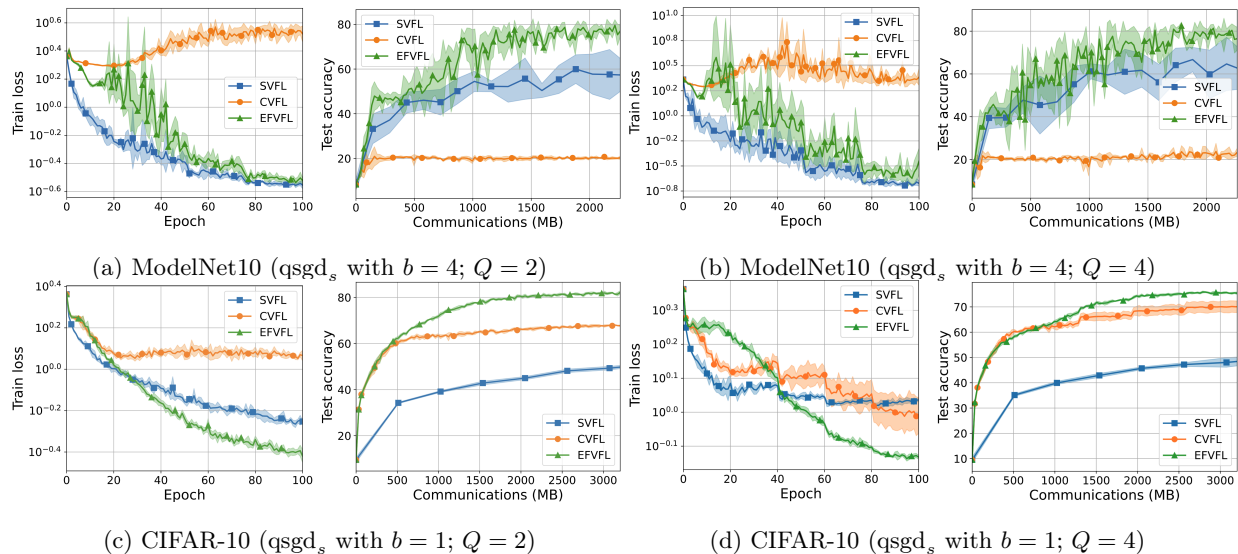 10^0.6
10^0.4
10^0.2
10^0.0
10^−0.2
10^−0.4
10^−0.6
Train loss
0 20 40 60 80 100
Epoch
SVFL
CVFL
EFVFL
80
60
40
20
Test accuracy
0 500 1000 1500 2000
Communications (MB)
SVFL
CVFL
EFVFL
10^1.0
10^0.8
10^0.5
10^0.2
10^0.0
10^−0.2
10^−0.5
10^−0.8
Train loss
0 20 40 60 80 100
Epoch
SVFL
CVFL
EFVFL
80
60
40
20
Test accuracy
0 500 1000 1500 2000
Communications (MB)
SVFL
CVFL
EFVFL
(a) ModelNet10 (qsgd_s with b = 4; Q = 2)
(b) ModelNet10 (qsgd_s with b = 4; Q = 4)
10^0.4
10^0.2
10^0.0
10^−0.2
10^−0.4
Train loss
0 20 40 60 80 100
Epoch
SVFL
CVFL
EFVFL
80
60
40
20
Test accuracy
0 500 1000 1500 2000 2500 3000
Communications (MB)
SVFL
CVFL
EFVFL
10^0.3
10^0.2
10^0.1
10^0.0
10^−0.1
Train loss
0 20 40 60 80 100
Epoch
SVFL
CVFL
EFVFL
70
60
50
40
30
20
10
Test accuracy
0 500 1000 1500 2000 2500 3000
Communications (MB)
SVFL
CVFL
EFVFL
(c) CIFAR-10 (qsgd_s with b = 1; Q = 2)
(d) CIFAR-10 (qsgd_s with b = 1; Q = 4)